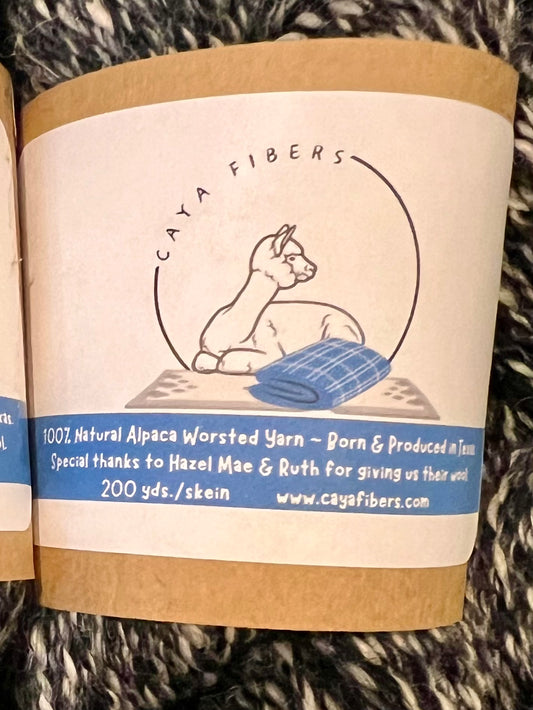 CAYA FIBERS
100% Natural Alpaca Worsted Yarn ~ Born & Produced in Texas
Special thanks to Hazel Mae & Ruth for giving us their wool
200 yds./skein www.cayafibers.com